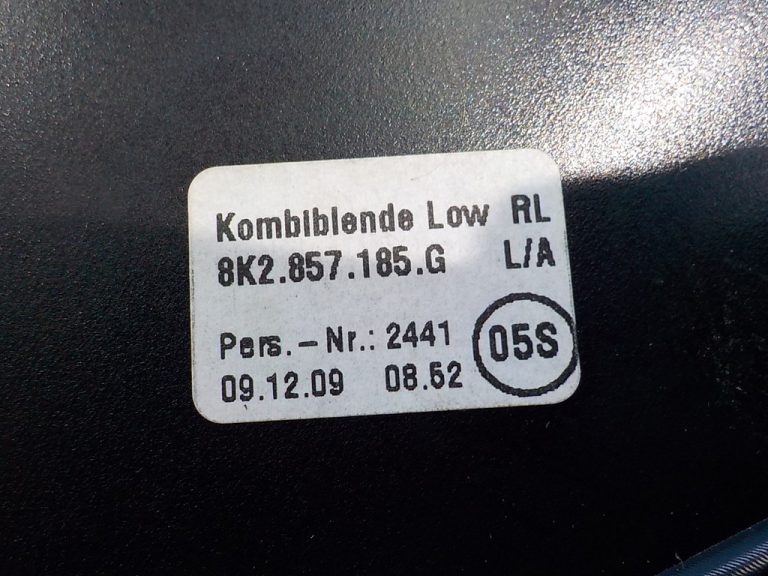 Kombiblende Low RL
8K2.857.185.G L/A
Pers.-Nr.: 2441
09.12.09 08.52
05S